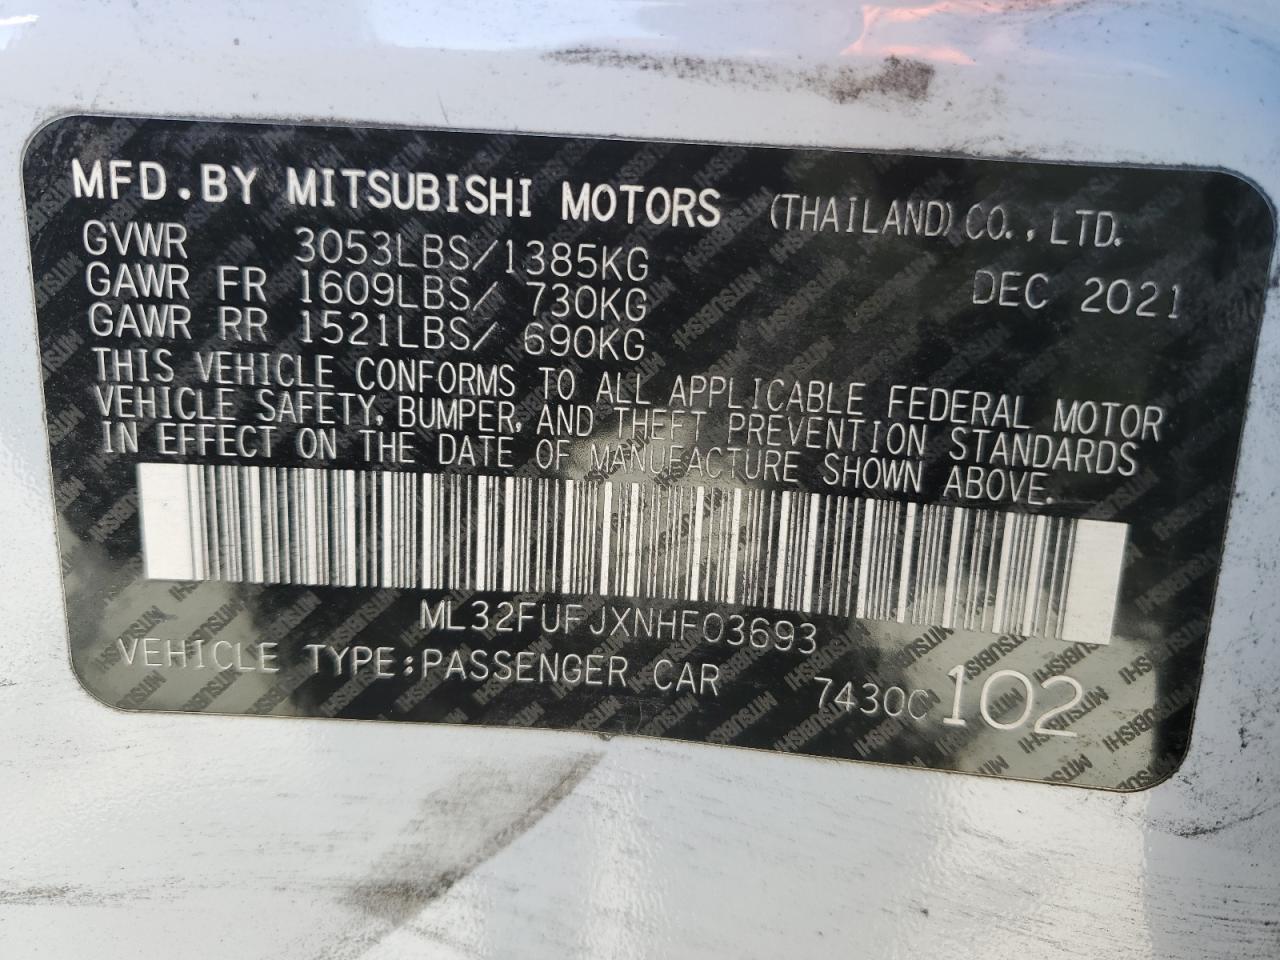 MFD.BY MITSUBISHI MOTORS (THAILAND) CO., LTD.
GVWR 3053LBS/1385KG DEC 2021
GAWR FR 1609LBS/ 730KG
GAWR RR 1521LBS/ 690KG
THIS VEHICLE CONFORMS TO ALL APPLICABLE FEDERAL MOTOR
VEHICLE SAFETY, BUMPER, AND THEFT PREVENTION STANDARDS
IN EFFECT ON THE DATE OF MANUFACTURE SHOWN ABOVE.
ML32FUFJXNHF03693
VEHICLE TYPE:PASSENGER CAR 7430C 102